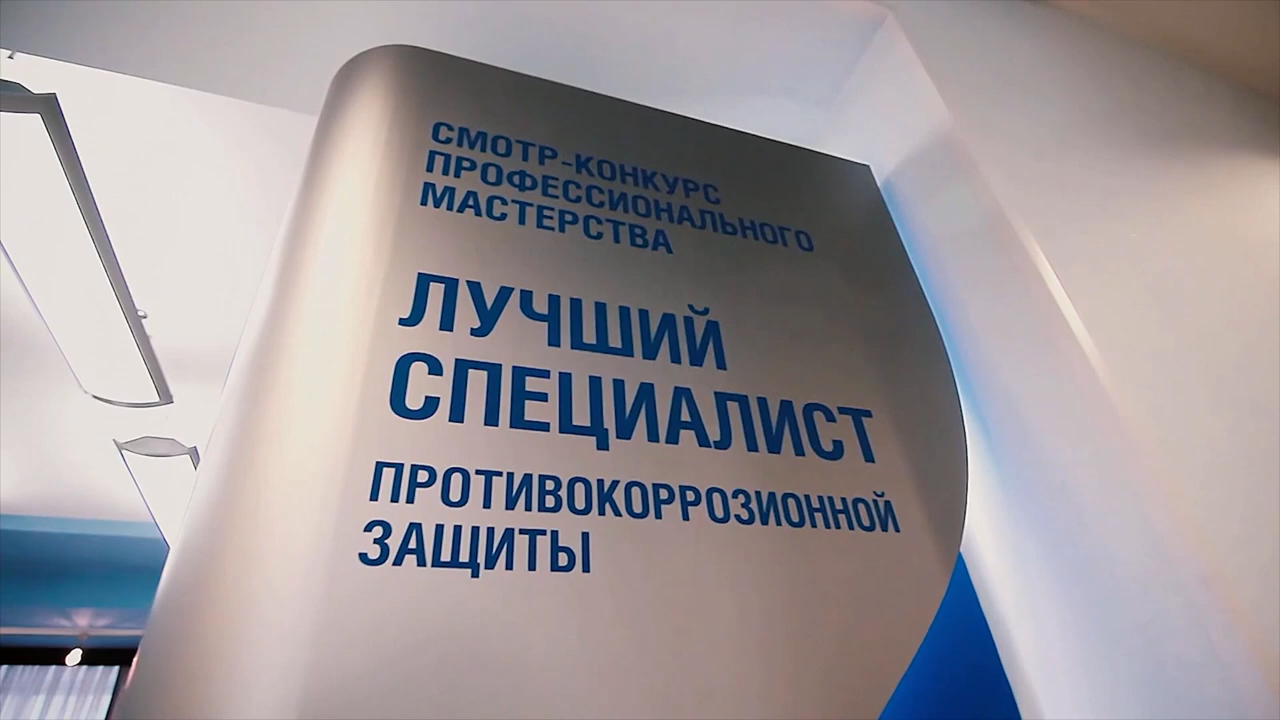 СМОТР-КОНКУРС
ПРОФЕССИОНАЛЬНОГО
МАСТЕРСТВА
ЛУЧШИЙ
СПЕЦИАЛИСТ
ПРОТИВОКОРРОЗИОННОЙ
ЗАЩИТЫ